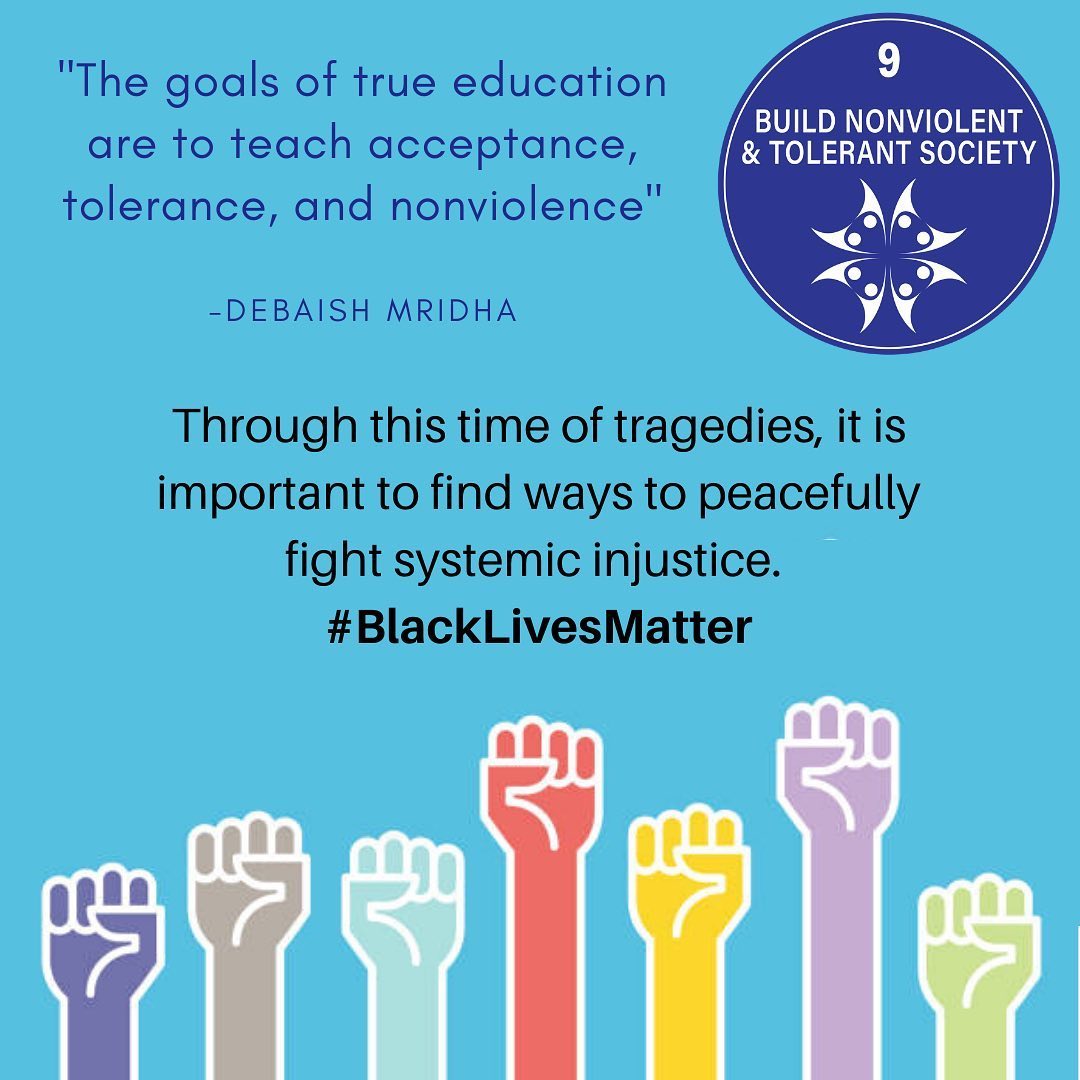 "The goals of true education
are to teach acceptance,
tolerance, and nonviolence"
-DEBAISH MRIDHA
9
BUILD NONVIOLENT
& TOLERANT SOCIETY
Through this time of tragedies, it is
important to find ways to peacefully
fight systemic injustice.
#BlackLivesMatter